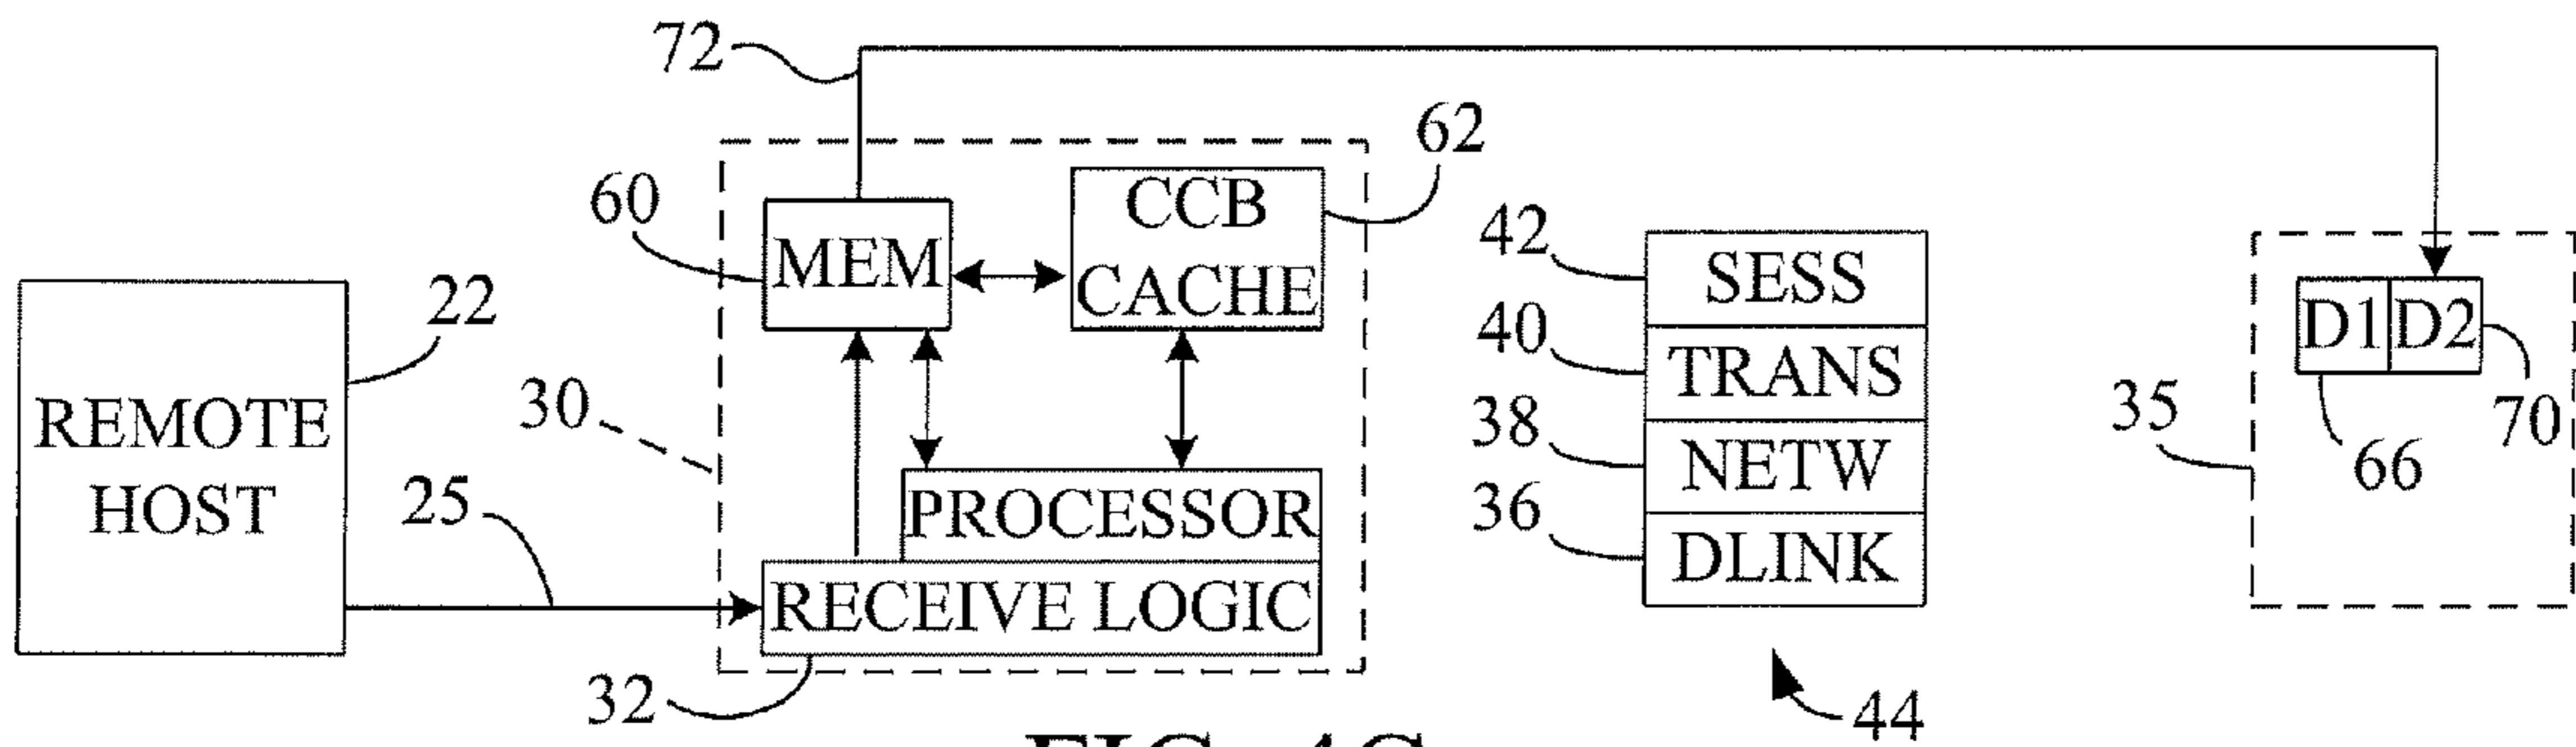 72
62
CCB
60
MEM
CACHE
42
SESS
22
40
TRANS
D1 D2
REMOTE
HOST
30
38
NETW
35
70
66
25
PROCESSOR
36
DLINK
RECEIVE LOGIC
32
44